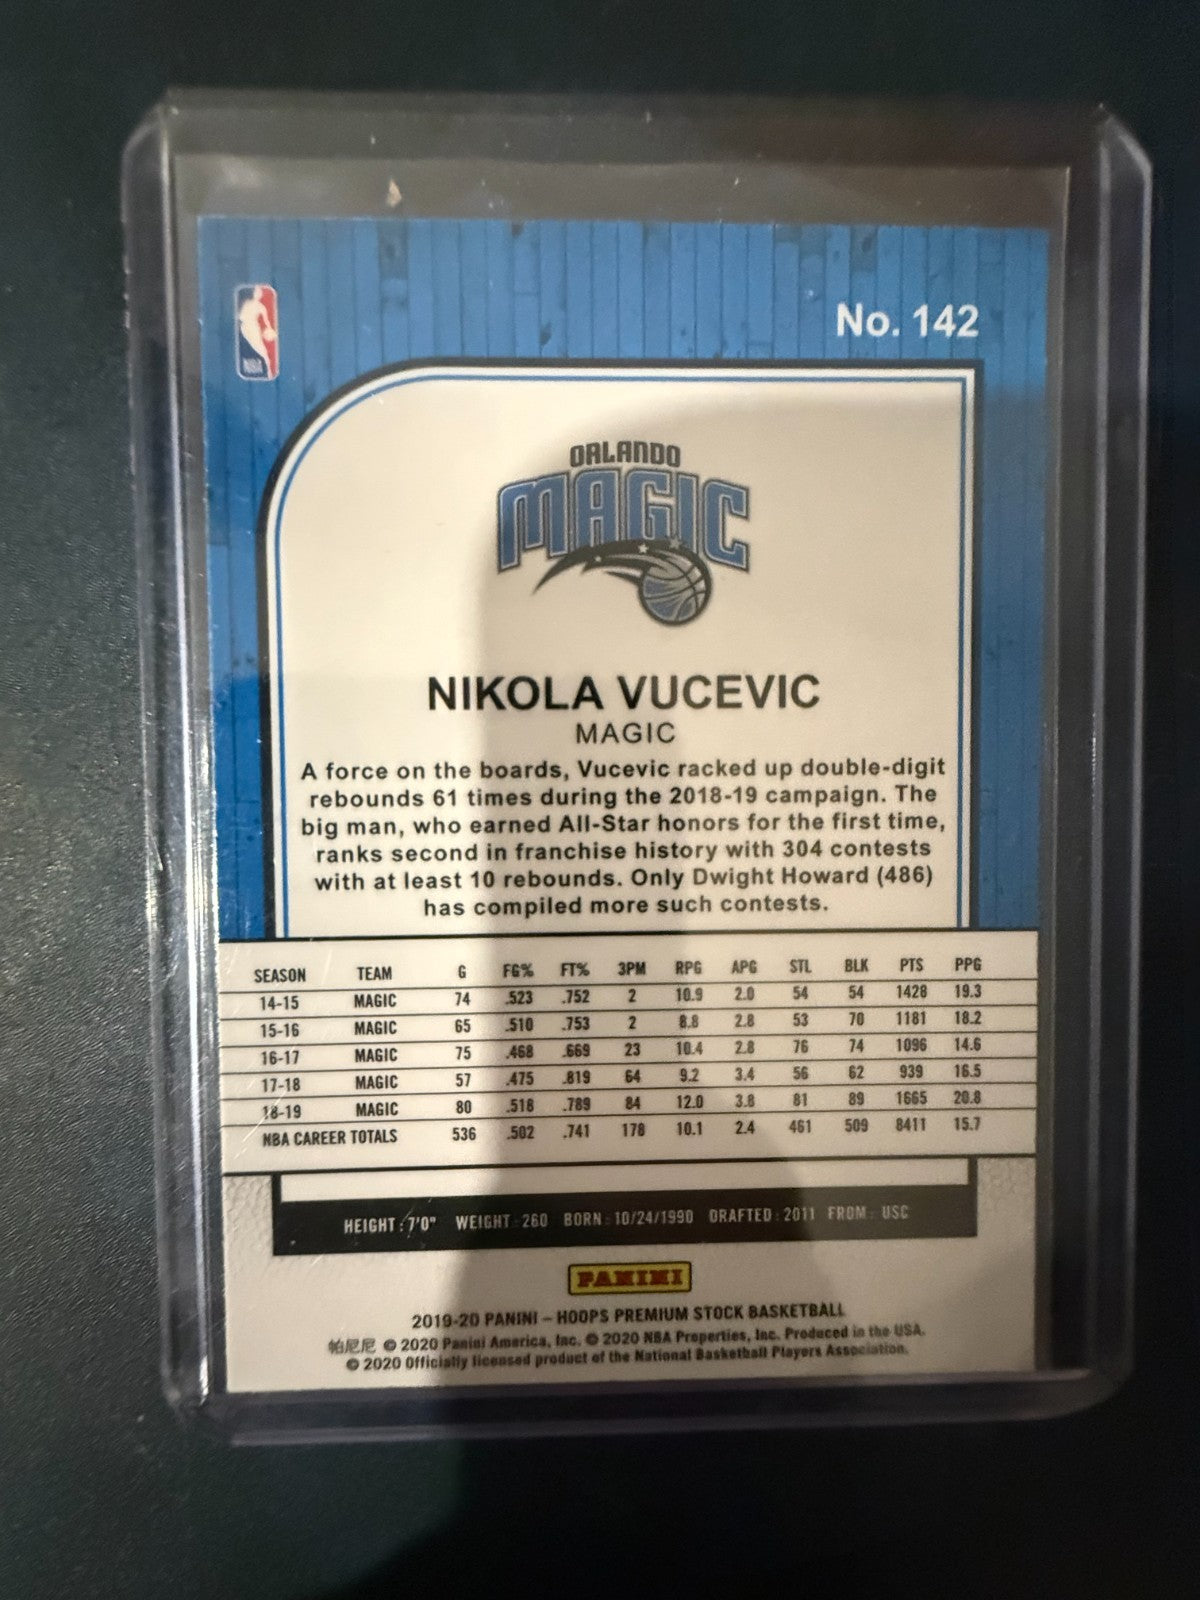 NBA
No. 142
ORLANDO
MAGIC
NIKOLA VUCEVIC
MAGIC
A force on the boards, Vucevic racked up double-digit
rebounds 61 times during the 2018-19 campaign. The
big man, who earned All-Star honors for the first time,
ranks second in franchise history with 304 contests
with at least 10 rebounds. Only Dwight Howard (486)
has compiled more such contests.
SEASON TEAM G FG% FT% 3PM RPG APG STL BLK PTS PPG
14-15 MAGIC 74 .523 .752 2 10.9 2.0 54 54 1428 19.3
15-16 MAGIC 65 .510 .753 2 8.8 2.8 53 70 1181 18.2
16-17 MAGIC 75 .468 .669 23 10.4 2.8 76 74 1096 14.6
17-18 MAGIC 57 .475 .819 64 9.2 3.4 56 62 939 16.5
18-19 MAGIC 80 .518 .789 84 12.0 3.8 81 89 1665 20.8
NBA CAREER TOTALS 536 .502 .741 178 10.1 2.4 461 509 8411 15.7
HEIGHT: 7'0" WEIGHT: 260 BORN: 10/24/1990 DRAFTED: 2011 FROM: USC
PANINI
2019-20 PANINI – HOOPS PREMIUM STOCK BASKETBALL
帕尼尼 © 2020 Panini America, Inc. © 2020 NBA Properties, Inc. Produced in the USA.
© 2020 Officially licensed product of the National Basketball Players Association.